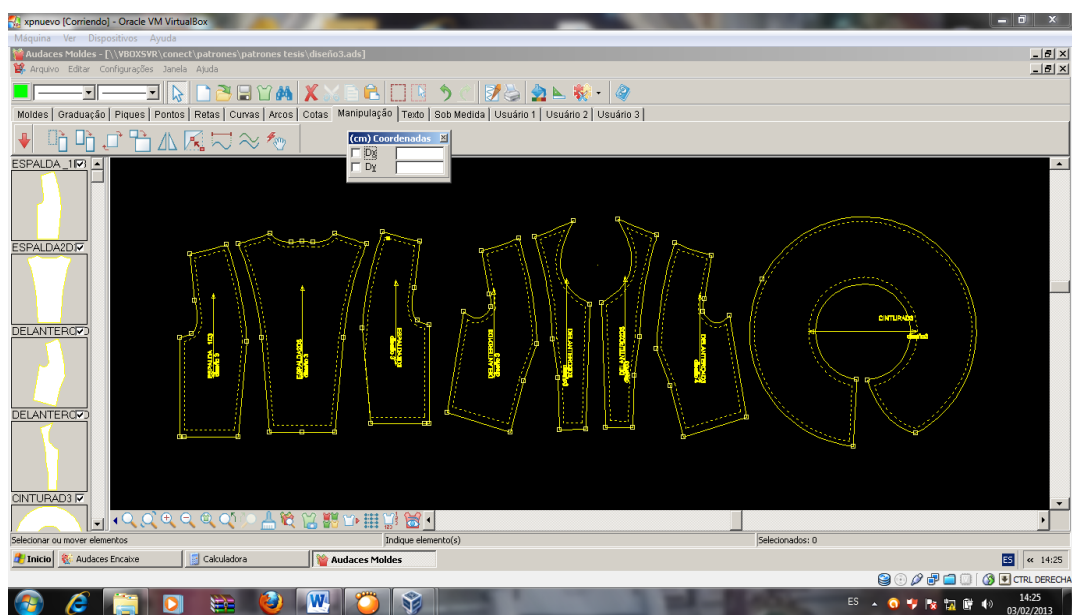 xpnuevo [Corriendo] - Oracle VM VirtualBox
Máquina Ver Dispositivos Ayuda
Audaces Moldes - [\\VBOXSVR\conect\patrones\patrones tesis\diseño3.ads]
Arquivo Editar Configurações Janela Ajuda
Moldes Graduação Piques Pontos Retas Curvas Arcos Cotas Manipulação Texto Sob Medida Usuário 1 Usuário 2 Usuário 3
(cm) Coordenadas
Dx
Dy
ESPALDA_1
ESPALDA2D
DELANTERO
DELANTERO
CINTURAD3
CINTURAD3
Selecionar ou mover elementos Indique elemento(s) Selecionados: 0
Inicio Audaces Encaixe Calculadora Audaces Moldes ES « 14:25
CTRL DERECHA
ES 14:25
03/02/2013